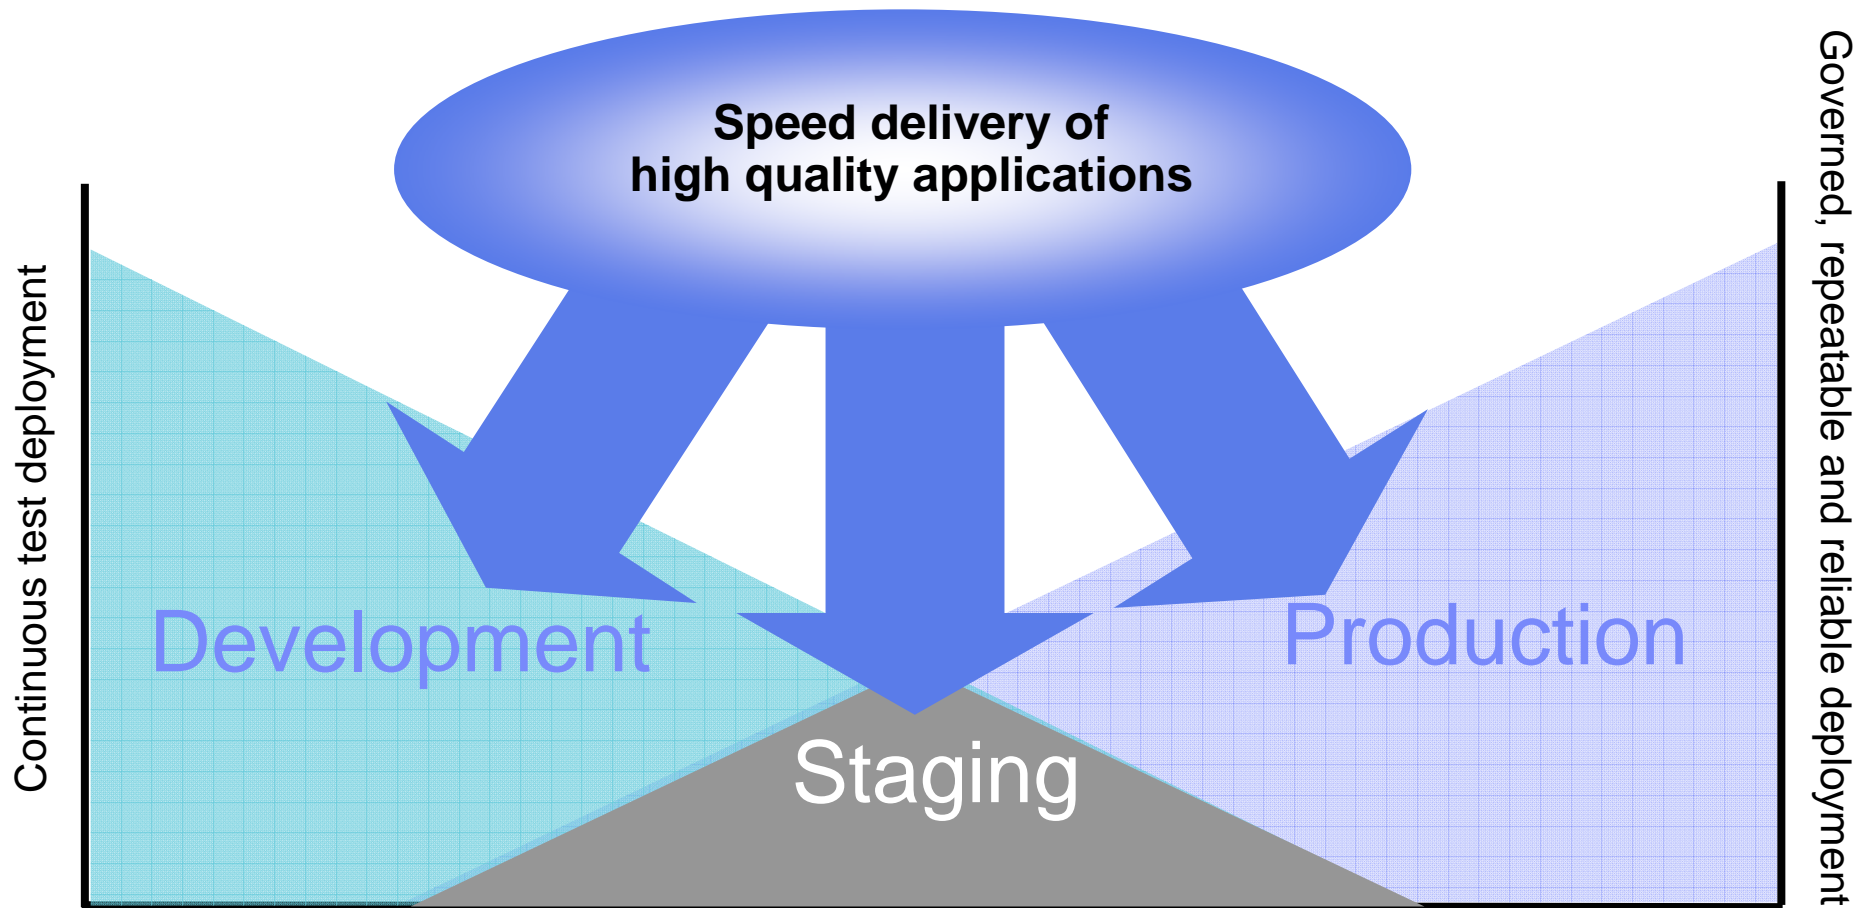 Speed delivery of
high quality applications
Continuous test deployment
Governed, repeatable and reliable deployment
Development
Production
Staging